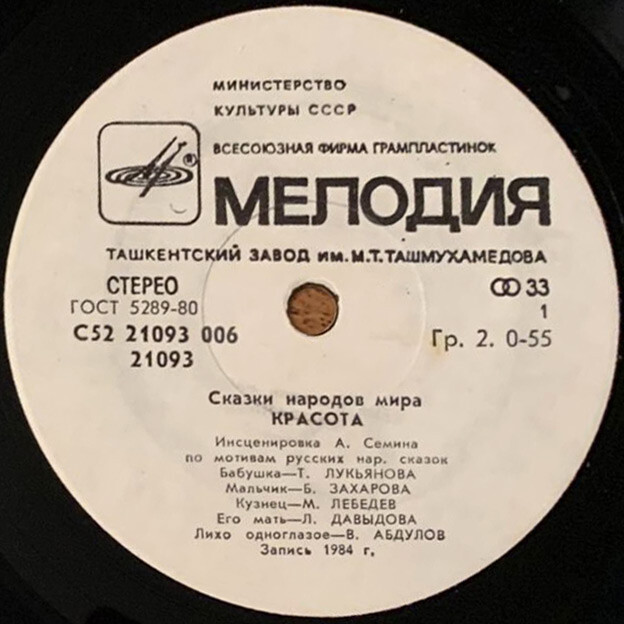 МИНИСТЕРСТВО
КУЛЬТУРЫ СССР
ВСЕСОЮЗНАЯ ФИРМА ГРАМПЛАСТИНОК
®
МЕЛОДИЯ
ТАШКЕНТСКИЙ ЗАВОД ИМ. М.Т. ТАШМУХАМЕДОВА
СТЕРЕО
33
ГОСТ 5289-80
1
С52 21093 006
Гр. 2. 0-55
21093
Сказки народов мира
КРАСОТА
Инсценировка А. Семина
по мотивам русских нар. сказок
Бабушка—Т. ЛУКЬЯНОВА
Мальчик—Б. ЗАХАРОВА
Кузнец—М. ЛЕБЕДЕВ
Его мать—Л. ДАВЫДОВА
Лихо одноглазое—В. АБДУЛОВ
Запись 1984 г.